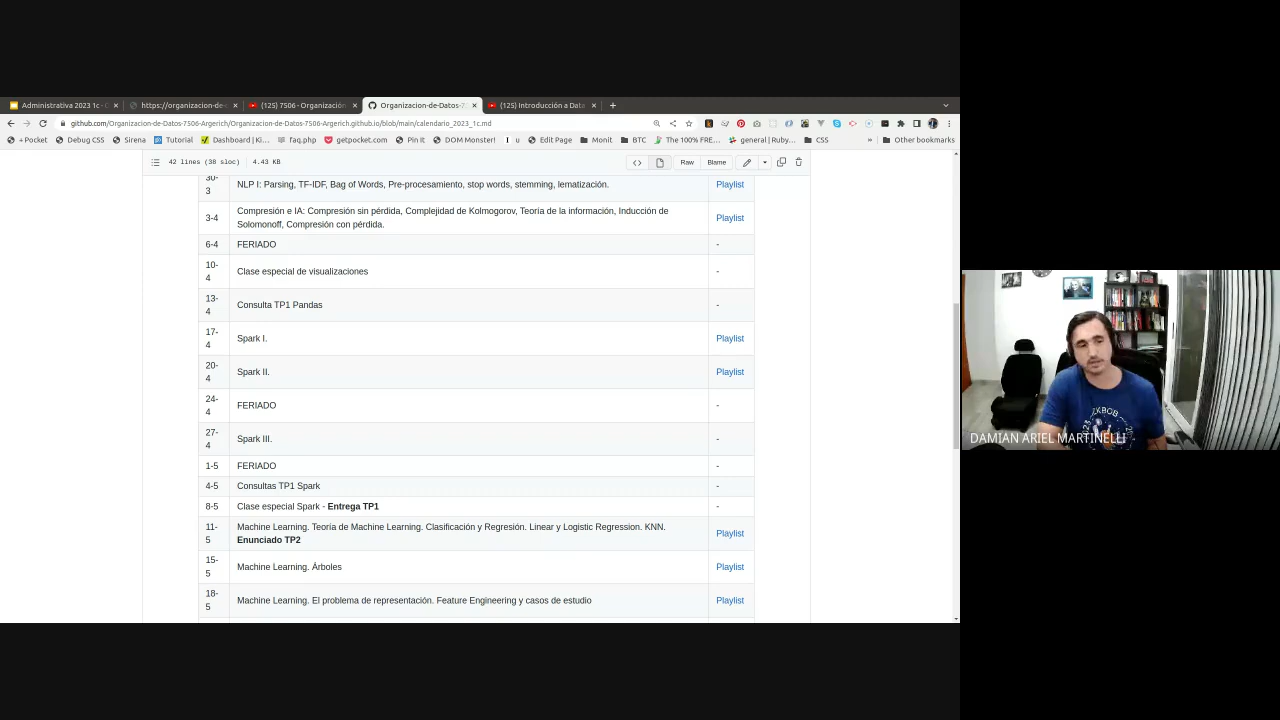 Administrativa 2023 1c - G
https://organizacion-de-
(125) 7506 - Organización
Organizacion-de-Datos-7
(125) Introducción a Data
github.com/Organizacion-de-Datos-7506-Argerich/Organizacion-de-Datos-7506-Argerich.github.io/blob/main/calendario_2023_1c.md
+Pocket
Debug CSS
Sirena
Tutorial
Dashboard | Ki...
faq.php
getpocket.com
Pin It
u
DOM Monster!
Edit Page
Monit
BTC
The 100% FRE...
general | Ruby...
CSS
Other bookmarks
42 lines (38 sloc)
4.43 KB
Raw
Blame
30-
3
NLP I: Parsing, TF-IDF, Bag of Words, Pre-procesamiento, stop words, stemming, lematización.
Playlist
3-4
Compresión e IA: Compresión sin pérdida, Complejidad de Kolmogorov, Teoría de la información, Inducción de
Solomonoff, Compresión con pérdida.
Playlist
6-4
FERIADO
-
10-
4
Clase especial de visualizaciones
-
13-
4
Consulta TP1 Pandas
-
17-
4
Spark I.
Playlist
20-
4
Spark II.
Playlist
24-
4
FERIADO
-
27-
4
Spark III.
-
1-5
FERIADO
-
4-5
Consultas TP1 Spark
-
8-5
Clase especial Spark - Entrega TP1
-
11-
5
Machine Learning. Teoría de Machine Learning. Clasificación y Regresión. Linear y Logistic Regression. KNN.
Enunciado TP2
Playlist
15-
5
Machine Learning. Árboles
Playlist
18-
5
Machine Learning. El problema de representación. Feature Engineering y casos de estudio
Playlist
DAMIAN ARIEL MARTINELLI